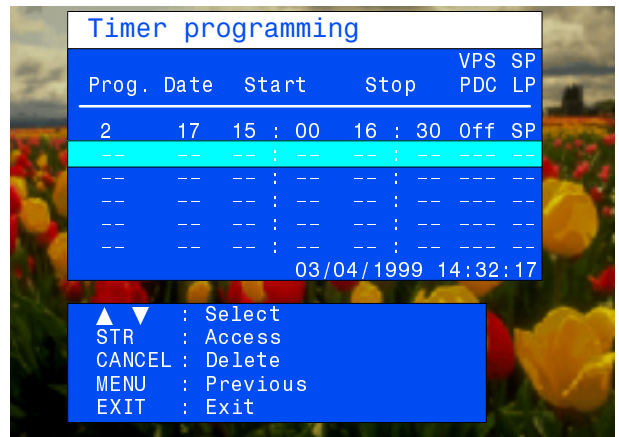 Timer programming
VPS SP
Prog. Date Start Stop PDC LP
2 17 15 : 00 16 : 30 Off SP
-- -- -- : -- -- : -- --- --
-- -- -- : -- -- : -- --- --
-- -- -- : -- -- : -- --- --
-- -- -- : -- -- : -- --- --
-- -- -- : -- -- : -- --- --
03/04/1999 14:32:17
▲ ▼ : Select
STR : Access
CANCEL : Delete
MENU : Previous
EXIT : Exit